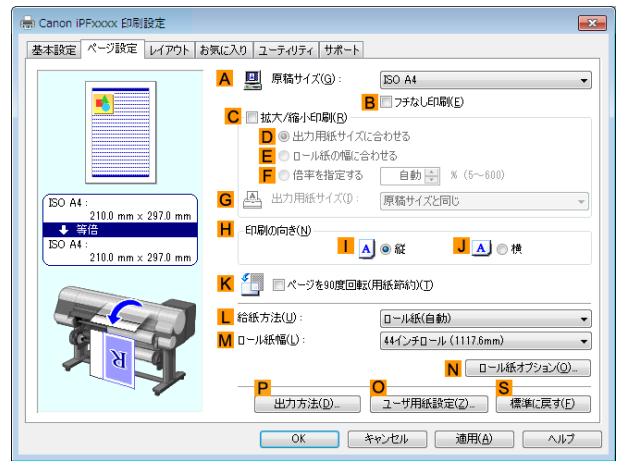 Canon iPFxxxx 印刷設定
基本設定 ページ設定 レイアウト お気に入り ユーティリティ サポート
A 原稿サイズ(G)： ISO A4
B フチなし印刷(E)
C 拡大/縮小印刷(R)
D 出力用紙サイズに合わせる
E ロール紙の幅に合わせる
F 倍率を指定する 自動 % (5～600)
G 出力用紙サイズ(I)： 原稿サイズと同じ
ISO A4 :
210.0 mm x 297.0 mm
等倍
ISO A4 :
210.0 mm x 297.0 mm
H 印刷の向き(N)
I A 縦 J A 横
K ページを90度回転(用紙節約)(T)
L 給紙方法(U)： ロール紙(自動)
M ロール紙幅(L)： 44インチロール (1117.6mm)
N ロール紙オプション(O)...
P O S
出力方法(D)... ユーザ用紙設定(Z)... 標準に戻す(F)
R
OK キャンセル 適用(A) ヘルプ